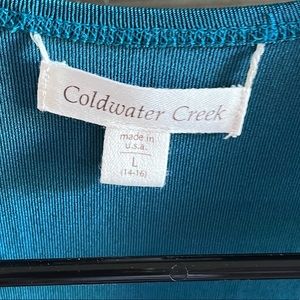 Coldwater Creek
made in
u.s.a.
L
(14-16)